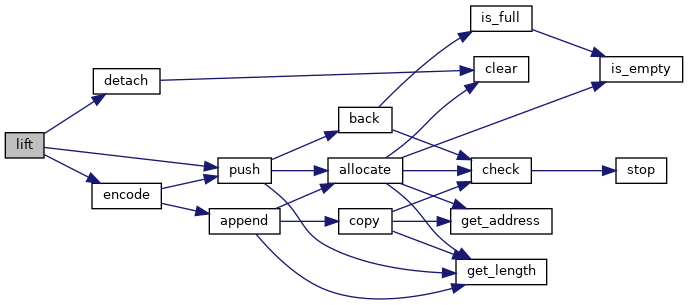 lift
detach
encode
push
append
back
allocate
copy
is_full
clear
check
get_address
get_length
is_empty
stop